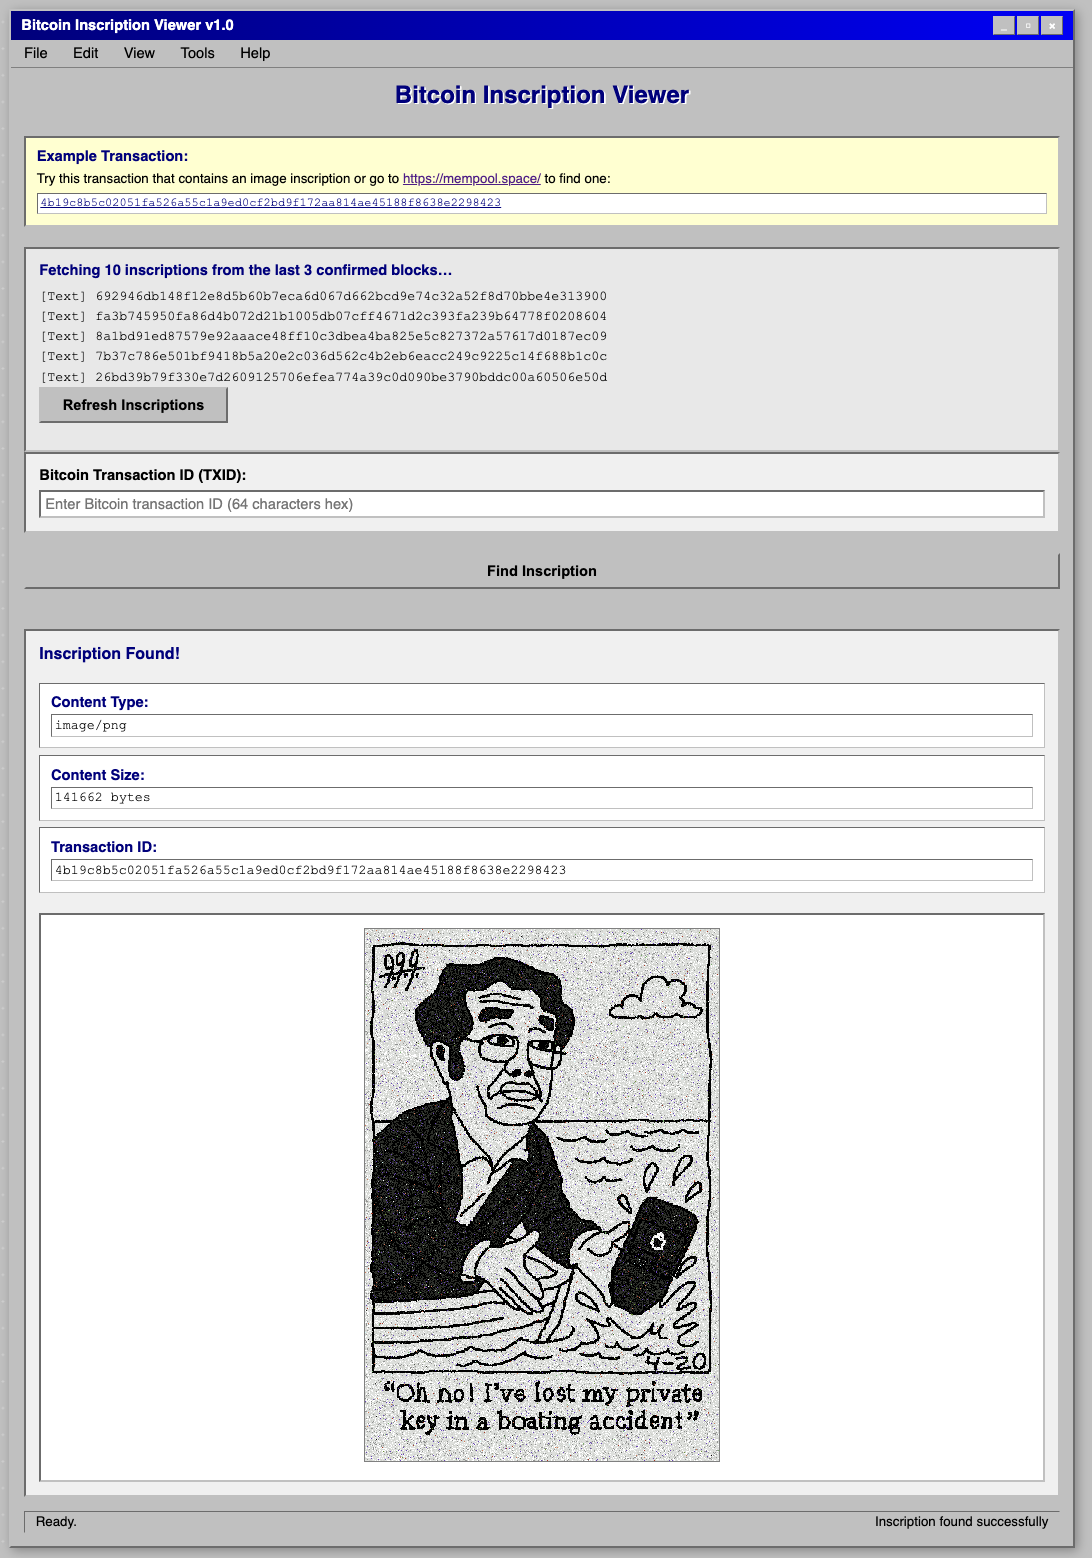 Bitcoin Inscription Viewer v1.0
File Edit View Tools Help
Bitcoin Inscription Viewer
Example Transaction:
Try this transaction that contains an image inscription or go to https://mempool.space/ to find one:
4b19c8b5c02051fa526a55c1a9ed0cf2bd9f172aa814ae45188f8638e2298423
Fetching 10 inscriptions from the last 3 confirmed blocks...
[Text] 692946db148f12e8d5b60b7eca6d067d662bcd9e74c32a52f8d70bbe4e313900
[Text] fa3b745950fa86d4b072d21b1005db07cff4671d2c393fa239b64778f0208604
[Text] 8a1bd91ed87579e92aaace48ff10c3dbea4ba825e5c827372a57617d0187ec09
[Text] 7b37c786e501bf9418b5a20e2c036d562c4b2eb6eacc249c9225c14f688b1c0c
[Text] 26bd39b79f330e7d2609125706efea774a39c0d090be3790bddc00a60506e50d
Refresh Inscriptions
Bitcoin Transaction ID (TXID):
Enter Bitcoin transaction ID (64 characters hex)
Find Inscription
Inscription Found!
Content Type:
image/png
Content Size:
141662 bytes
Transaction ID:
4b19c8b5c02051fa526a55c1a9ed0cf2bd9f172aa814ae45188f8638e2298423
4-20
“Oh no! I’ve lost my private
key in a boating accident”
Ready. Inscription found successfully